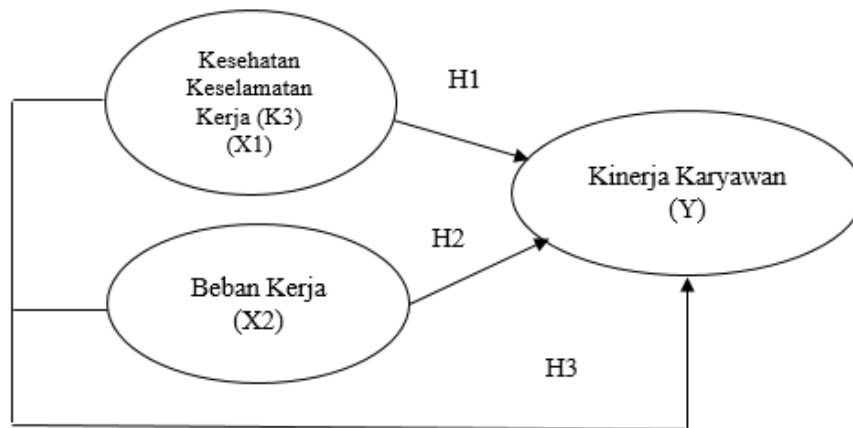 Kesehatan
Keselamatan
Kerja (K3)
(X1)
H1
Kinerja Karyawan
(Y)
H2
Beban Kerja
(X2)
H3